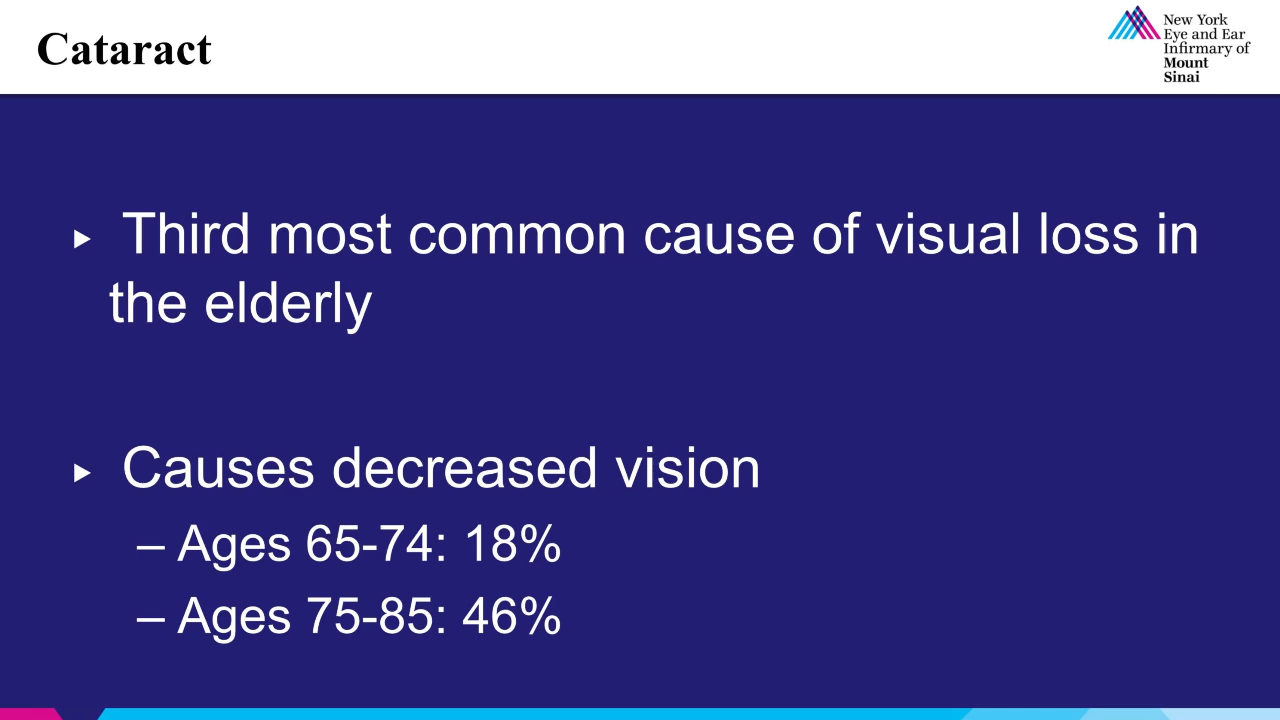 Cataract
New York
Eye and Ear
Infirmary of
Mount
Sinai
▸ Third most common cause of visual loss in
the elderly
▸ Causes decreased vision
– Ages 65-74: 18%
– Ages 75-85: 46%